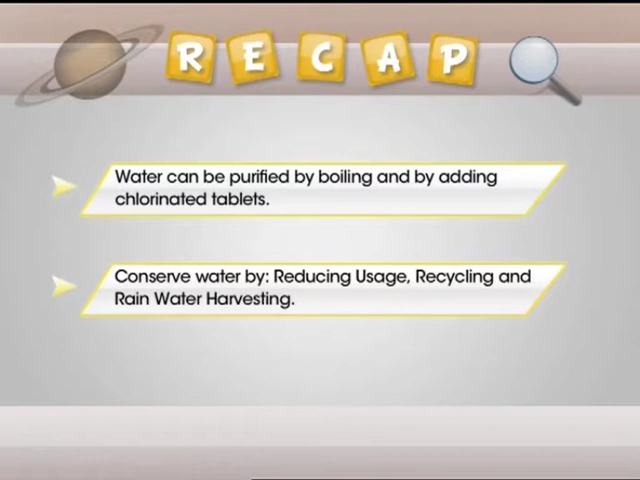 RECAP
Water can be purified by boiling and by adding
chlorinated tablets.
Conserve water by: Reducing Usage, Recycling and
Rain Water Harvesting.